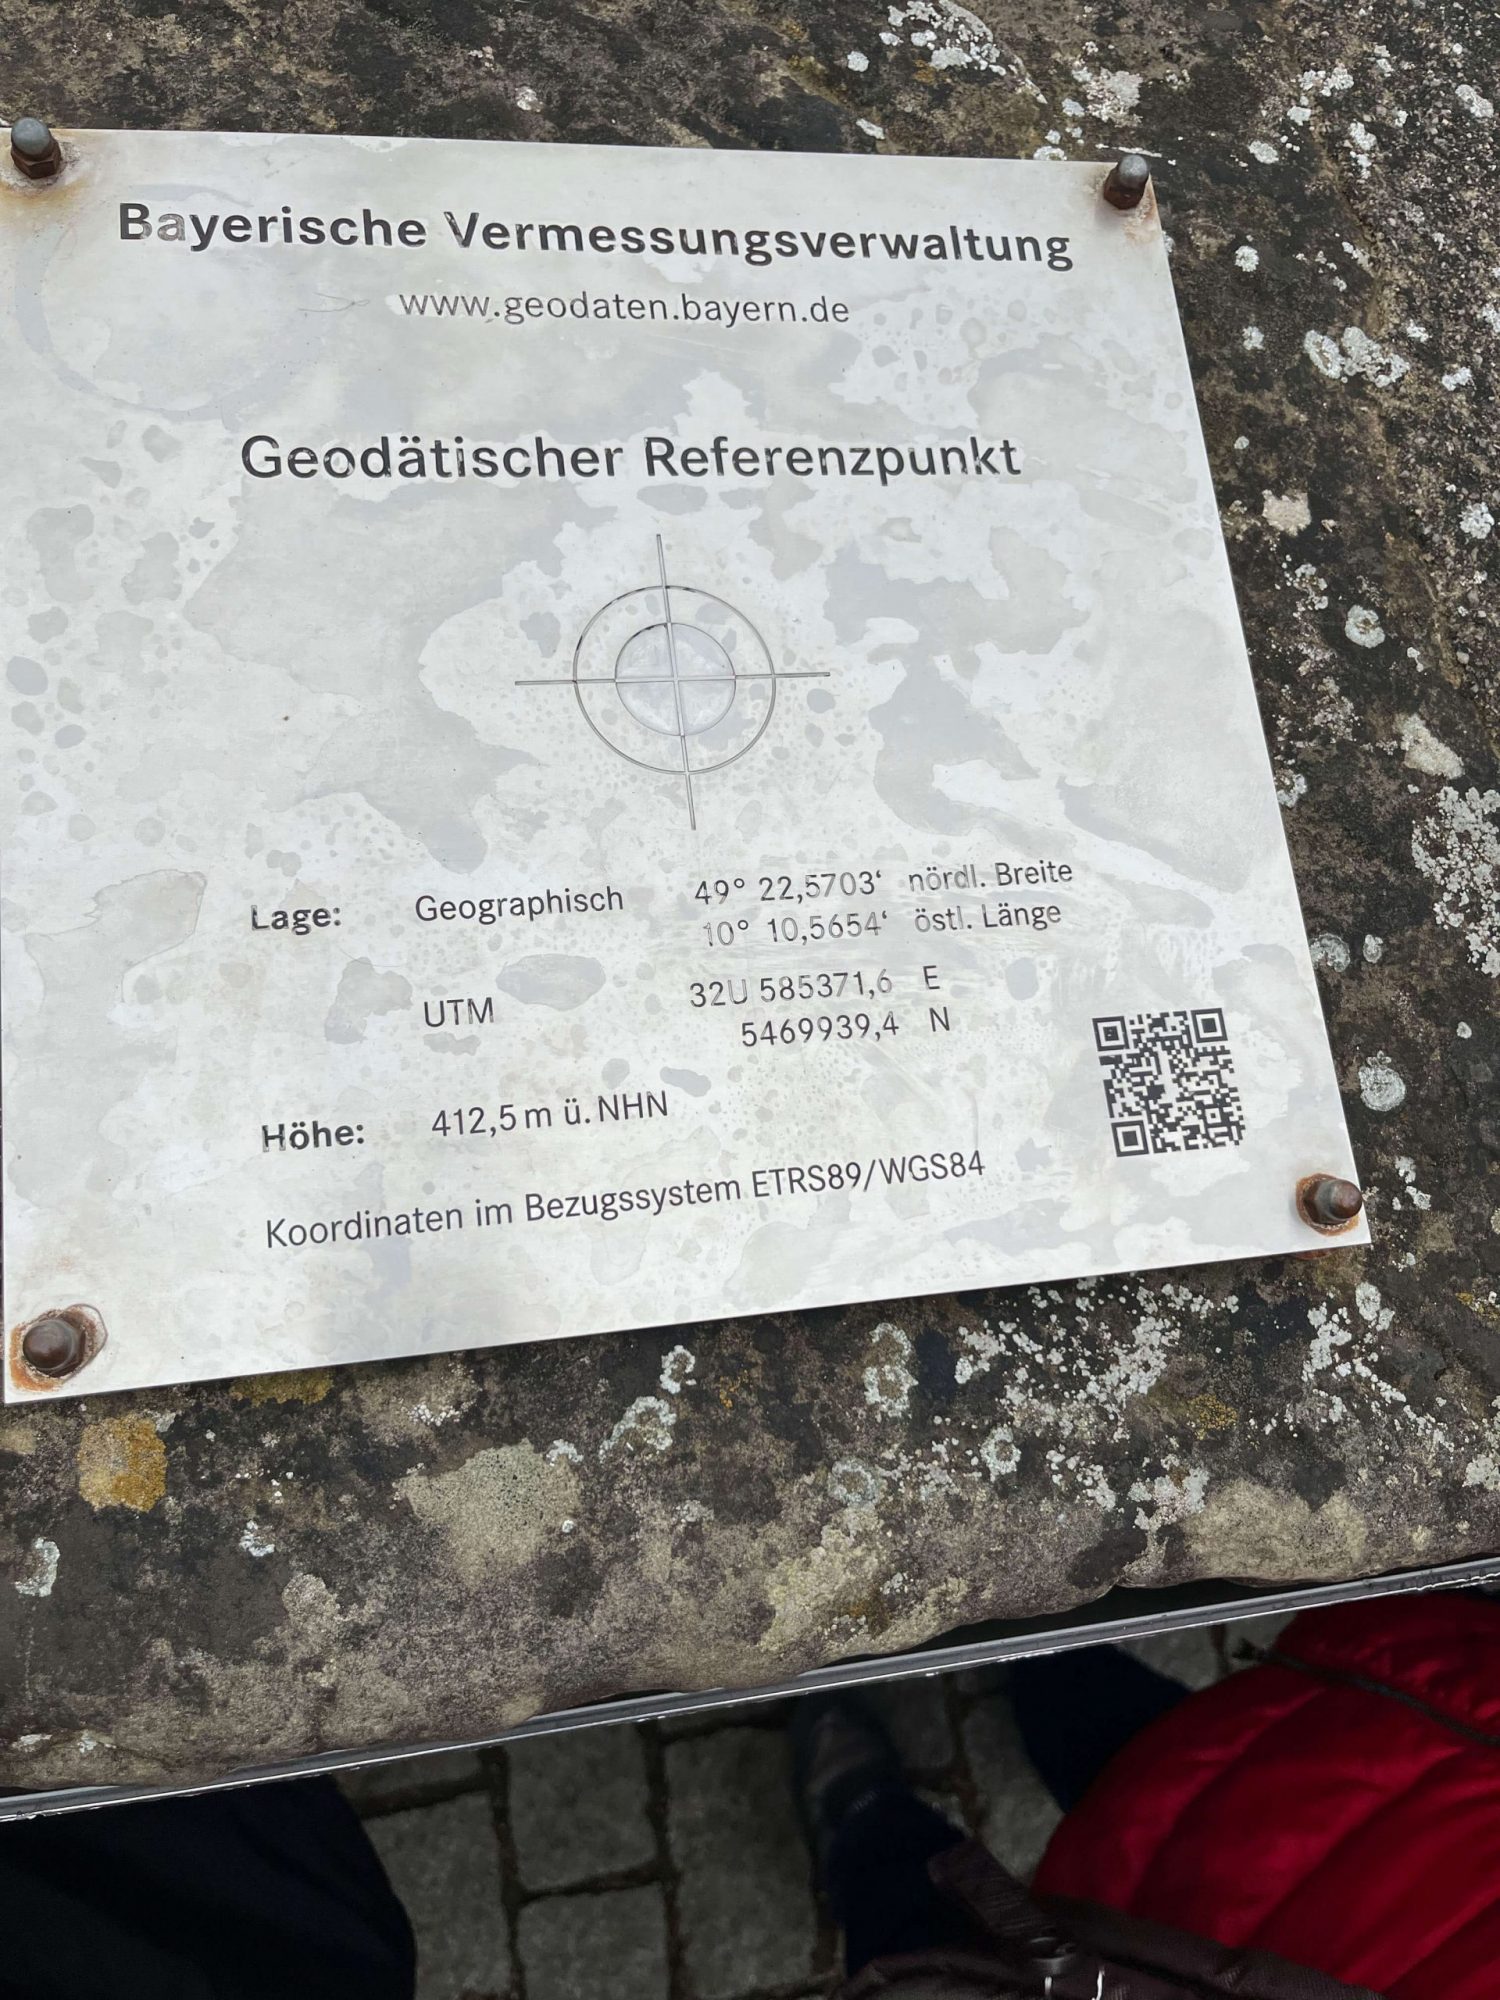 Bayerische Vermessungsverwaltung
www.geodaten.bayern.de
Geodätischer Referenzpunkt
Lage: Geographisch 49° 22,5703‘ nördl. Breite
10° 10,5654‘ östl. Länge
UTM 32U 585371,6 E
5469939,4 N
Höhe: 412,5 m ü. NHN
Koordinaten im Bezugssystem ETRS89/WGS84